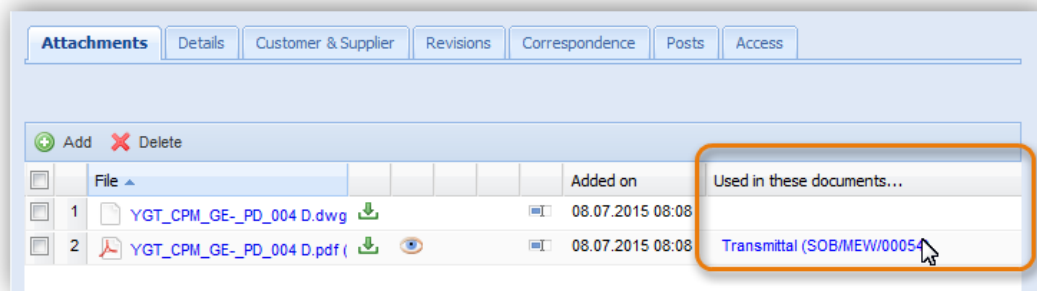 Attachments Details Customer & Supplier Revisions Correspondence Posts Access
Add Delete
File Added on Used in these documents...
1 YGT_CPM_GE-_PD_004 D.dwg 08.07.2015 08:08
2 YGT_CPM_GE-_PD_004 D.pdf ( 08.07.2015 08:08 Transmittal (SOB/MEW/00054